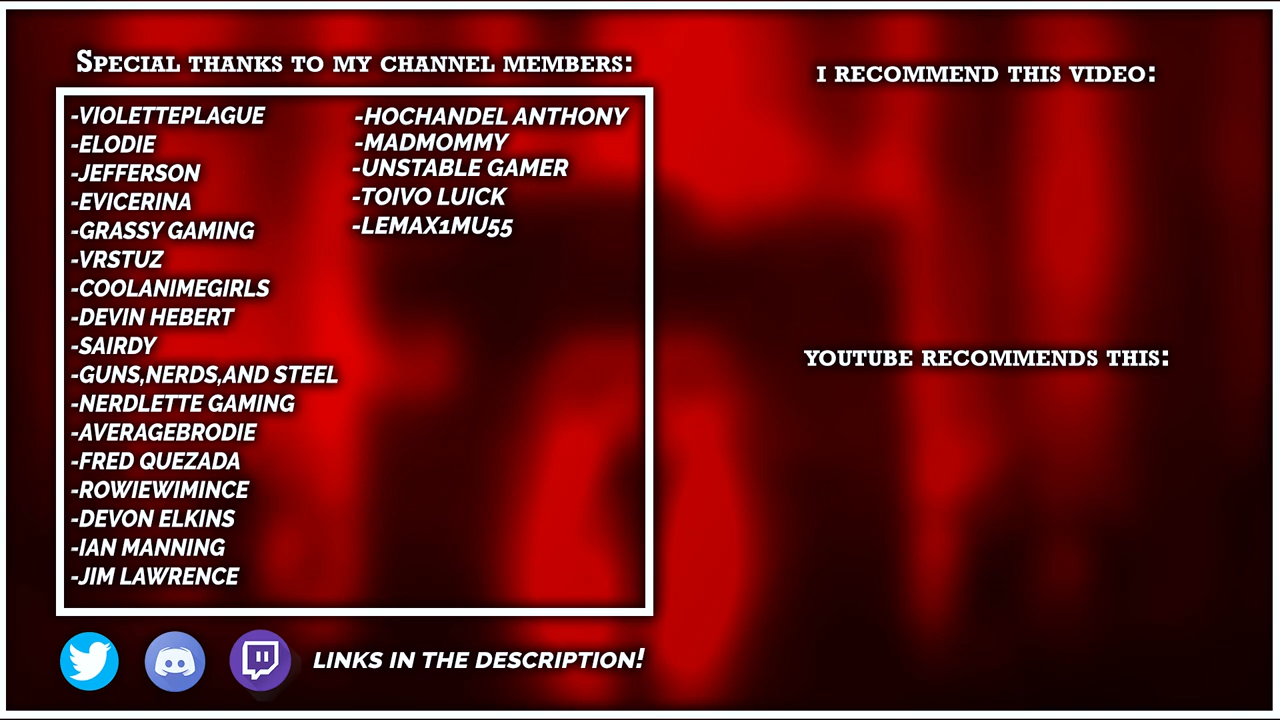 Special thanks to my channel members:
-VIOLETTEPLAGUE
-ELODIE
-JEFFERSON
-EVICERINA
-GRASSY GAMING
-VRSTUZ
-COOLANIMEGIRLS
-DEVIN HEBERT
-SAIRDY
-GUNS,NERDS,AND STEEL
-NERDLETTE GAMING
-AVERAGEBRODIE
-FRED QUEZADA
-ROWIEWIMINCE
-DEVON ELKINS
-IAN MANNING
-JIM LAWRENCE
-HOCHANDEL ANTHONY
-MADMOMMY
-UNSTABLE GAMER
-TOIVO LUICK
-LEMAX1MU55
LINKS IN THE DESCRIPTION!
I RECOMMEND THIS VIDEO:
YOUTUBE RECOMMENDS THIS: